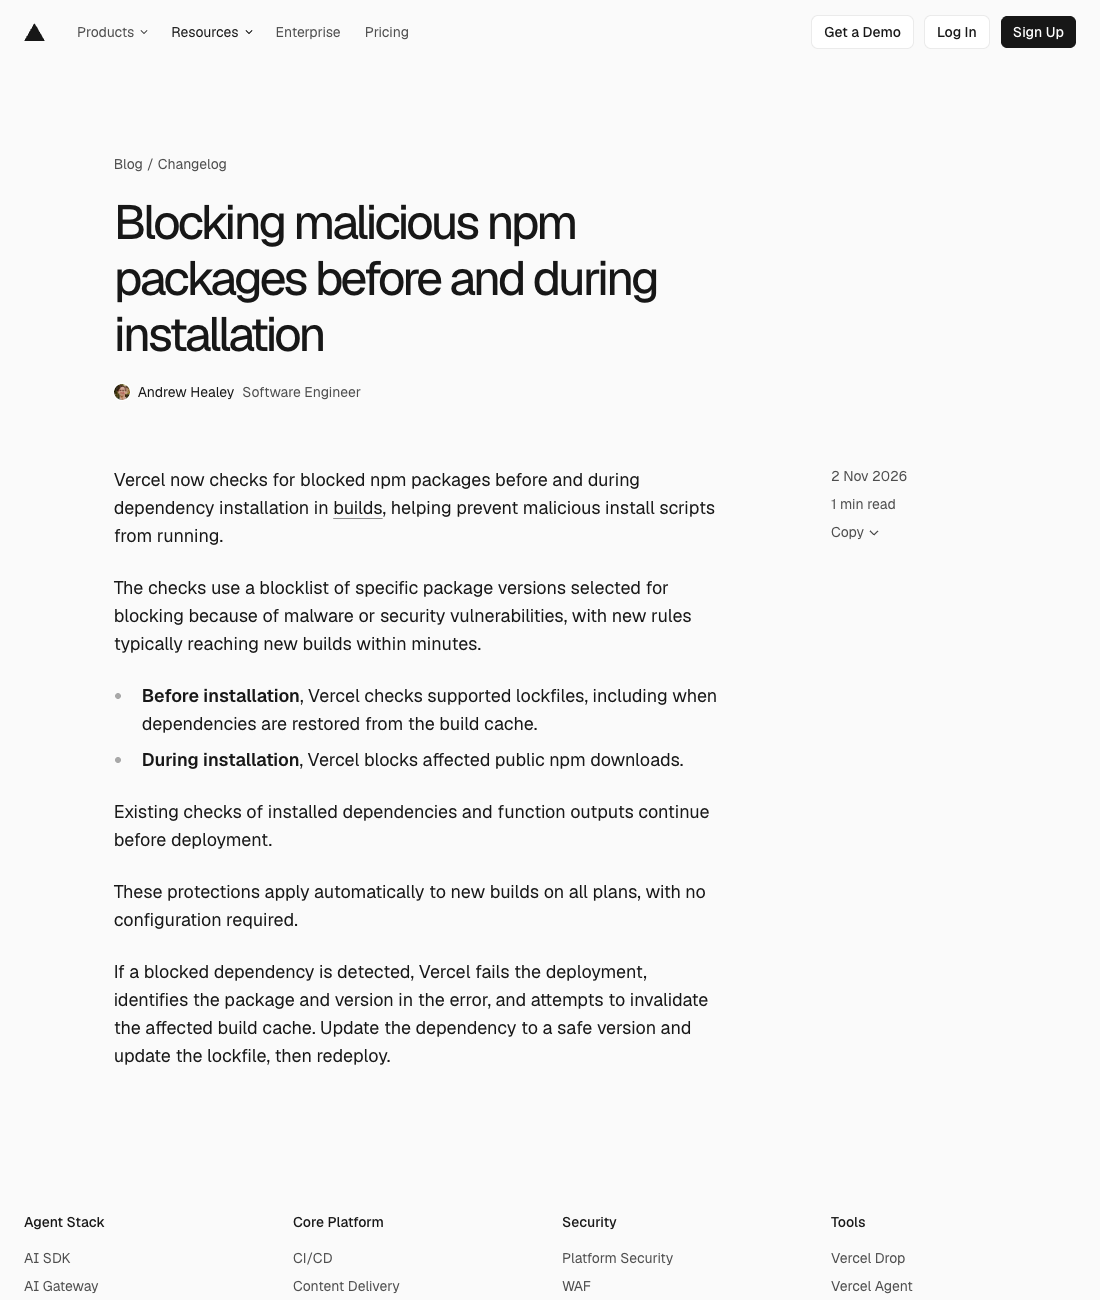 Products Resources Enterprise Pricing Get a Demo Log In Sign Up
Blog / Changelog
Blocking malicious npm
packages before and during
installation
Andrew Healey Software Engineer
Vercel now checks for blocked npm packages before and during
dependency installation in builds, helping prevent malicious install scripts
from running.
2 Nov 2026
1 min read
Copy
The checks use a blocklist of specific package versions selected for
blocking because of malware or security vulnerabilities, with new rules
typically reaching new builds within minutes.
• Before installation, Vercel checks supported lockfiles, including when
dependencies are restored from the build cache.
• During installation, Vercel blocks affected public npm downloads.
Existing checks of installed dependencies and function outputs continue
before deployment.
These protections apply automatically to new builds on all plans, with no
configuration required.
If a blocked dependency is detected, Vercel fails the deployment,
identifies the package and version in the error, and attempts to invalidate
the affected build cache. Update the dependency to a safe version and
update the lockfile, then redeploy.
Agent Stack Core Platform Security Tools
AI SDK CI/CD Platform Security Vercel Drop
AI Gateway Content Delivery WAF Vercel Agent